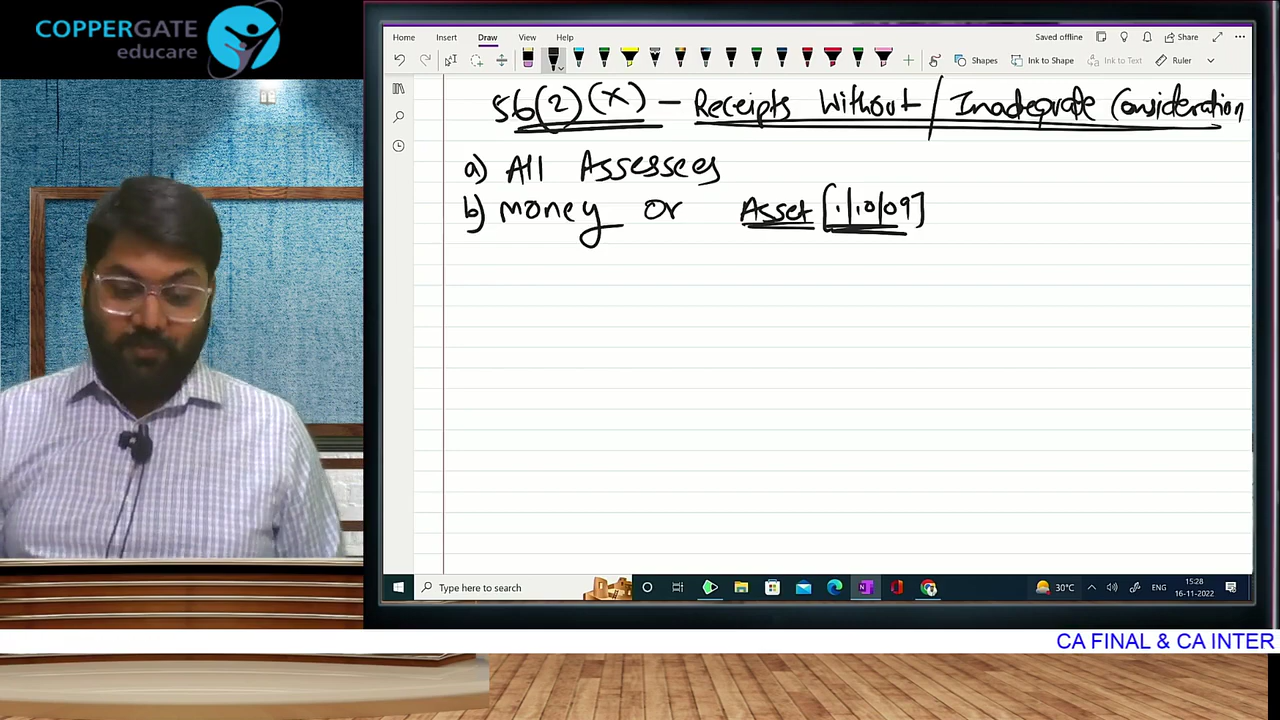 COPPERGATE
educare
Home Insert Draw View Help
Saved offline
Share
Shapes
Ink to Shape
Ink to Text
Ruler
56(2)(x) – Receipts Without / Inadequate Consideration
a) All Assessees
b) money or Asset [1/10/09]
Type here to search
30°C
ENG
15:28
16-11-2022
CA FINAL & CA INTER